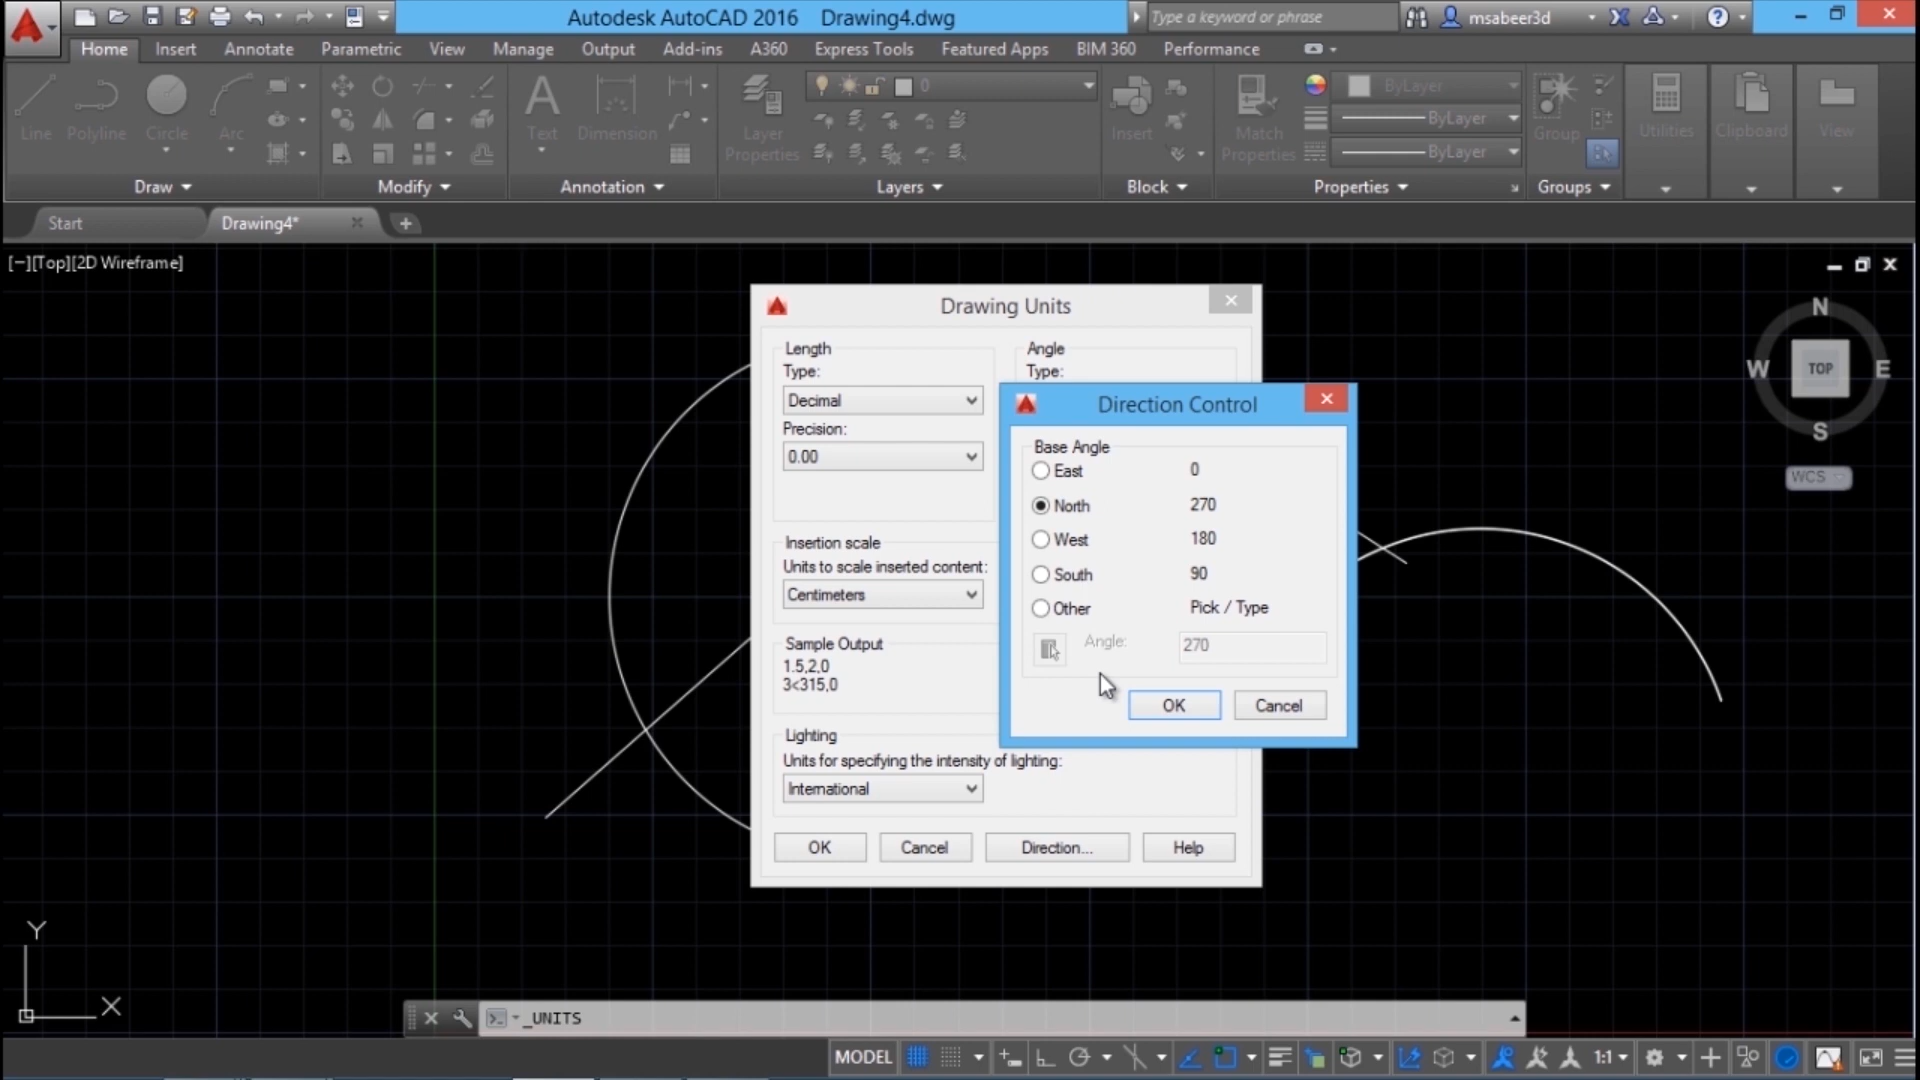 Autodesk AutoCAD 2016 Drawing4.dwg
Type a keyword or phrase
msabeer3d
Home Insert Annotate Parametric View Manage Output Add-ins A360 Express Tools Featured Apps BIM 360 Performance
0
ByLayer
Line Polyline Circle Arc
Text Dimension
Layer Properties
Insert
Match Properties
ByLayer
ByLayer
Group
Utilities Clipboard View
Draw Modify Annotation Layers Block Properties Groups
Start Drawing4*
[−][Top][2D Wireframe]
N
W TOP E
S
WCS
Drawing Units
Length
Type:
Decimal
Precision:
0.00
Angle
Type:
Insertion scale
Units to scale inserted content:
Centimeters
Sample Output
1.5,2,0
3<315,0
Lighting
Units for specifying the intensity of lighting:
International
OK Cancel Direction... Help
Direction Control
Base Angle
East 0
North 270
West 180
South 90
Other Pick / Type
Angle: 270
OK Cancel
Y
X
_UNITS
MODEL
1:1